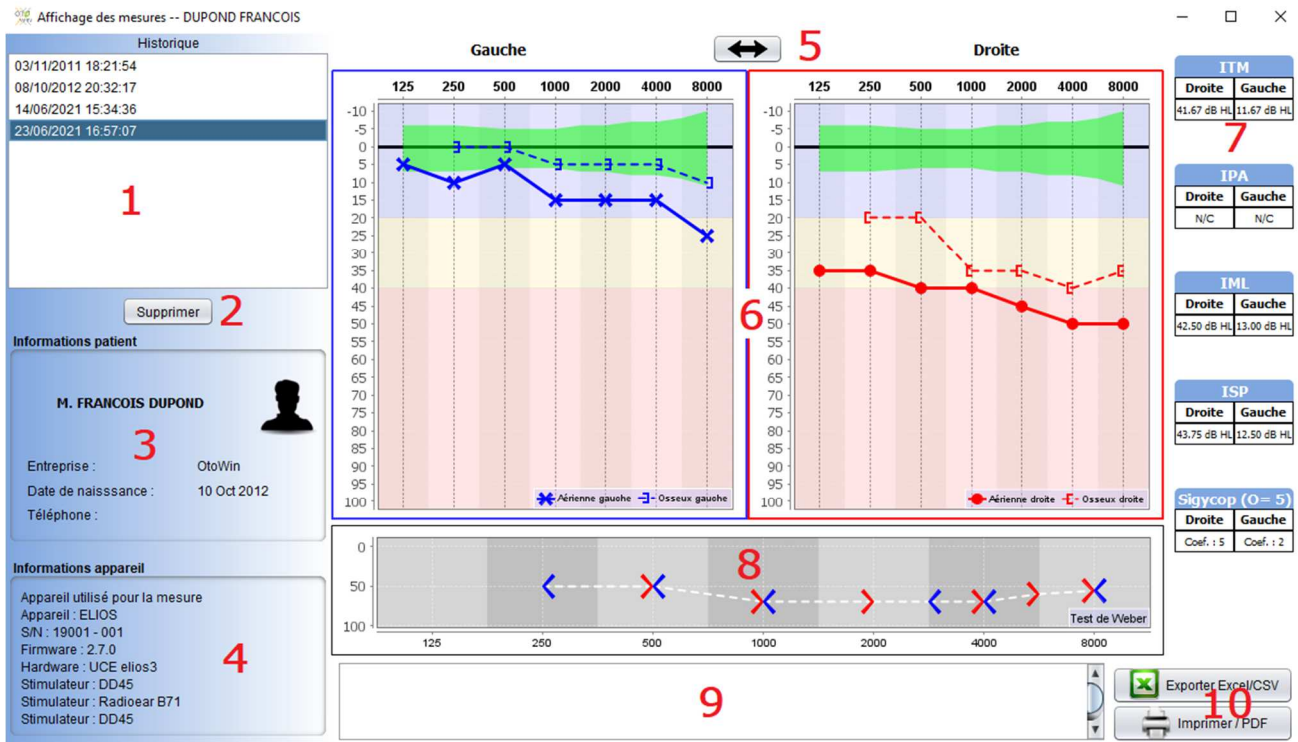 Affichage des mesures -- DUPOND FRANCOIS
Historique
03/11/2011 18:21:54
08/10/2012 20:32:17
14/06/2021 15:34:36
23/06/2021 16:57:07
1
Supprimer
2
Informations patient
M. FRANCOIS DUPOND
3
Entreprise : OtoWin
Date de naisssance : 10 Oct 2012
Téléphone :
Informations appareil
Appareil utilisé pour la mesure
Appareil : ELIOS
S/N : 19001 - 001
Firmware : 2.7.0
Hardware : UCE elios3
Stimulateur : DD45
Stimulateur : Radioear B71
Stimulateur : DD45
4
Gauche
5
Droite
125 250 500 1000 2000 4000 8000
-10
-5
0
5
10
15
20
25
30
35
40
45
50
55
60
65
70
75
80
85
90
95
100
Aérienne gauche Osseux gauche
6
125 250 500 1000 2000 4000 8000
-10
-5
0
5
10
15
20
25
30
35
40
45
50
55
60
65
70
75
80
85
90
95
100
Aérienne droite Osseux droite
ITM
Droite Gauche
41.67 dB HL 11.67 dB HL
7
IPA
Droite Gauche
N/C N/C
IML
Droite Gauche
42.50 dB HL 13.00 dB HL
ISP
Droite Gauche
43.75 dB HL 12.50 dB HL
Sigycop (O= 5)
Droite Gauche
Coef. : 5 Coef. : 2
0
50
100
8
Test de Weber
125 250 500 1000 2000 4000 8000
9
Exporter Excel/CSV
10
Imprimer / PDF